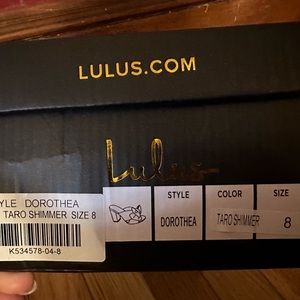 LULUS.COM
Lulus
YLE DOROTHEA
TARO SHIMMER SIZE 8
K534578-04-8
STYLE COLOR SIZE
DOROTHEA TARO SHIMMER 8